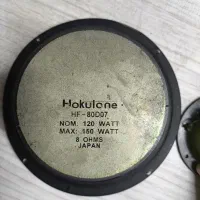 Hokutone
HF-80D07
NOM: 120 WATT
MAX: 150 WATT
8 OHMS
JAPAN